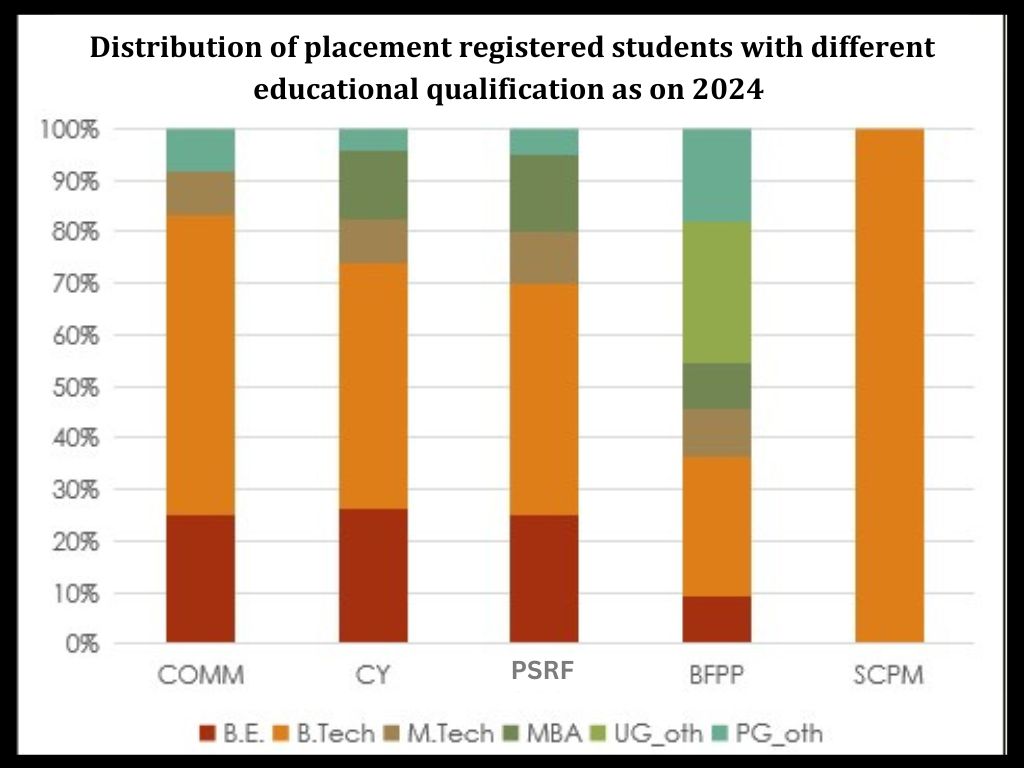 Distribution of placement registered students with different
educational qualification as on 2024
100%
90%
80%
70%
60%
50%
40%
30%
20%
10%
0%
COMM CY PSRF BFPP SCPM
B.E. B.Tech M.Tech MBA UG_oth PG_oth